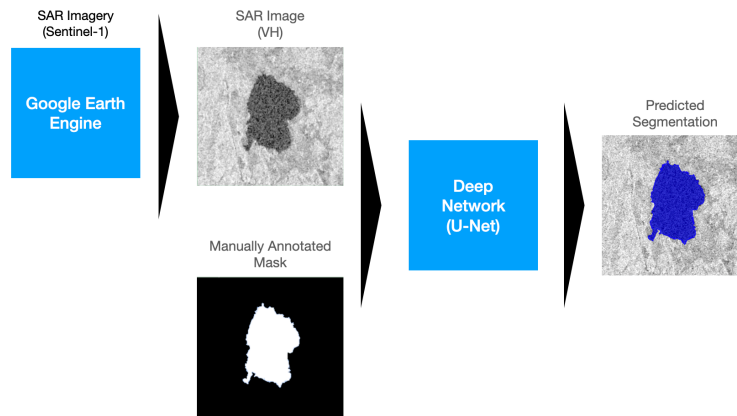 SAR Imagery
(Sentinel-1)
Google Earth
Engine
SAR Image
(VH)
Manually Annotated
Mask
Deep
Network
(U-Net)
Predicted
Segmentation